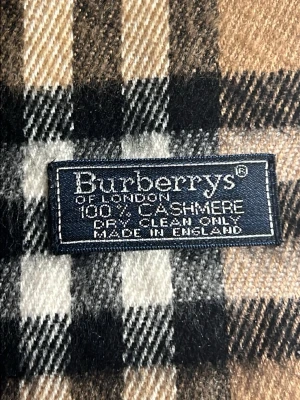 Burberrys®
OF LONDON
100% CASHMERE
DRY CLEAN ONLY
MADE IN ENGLAND